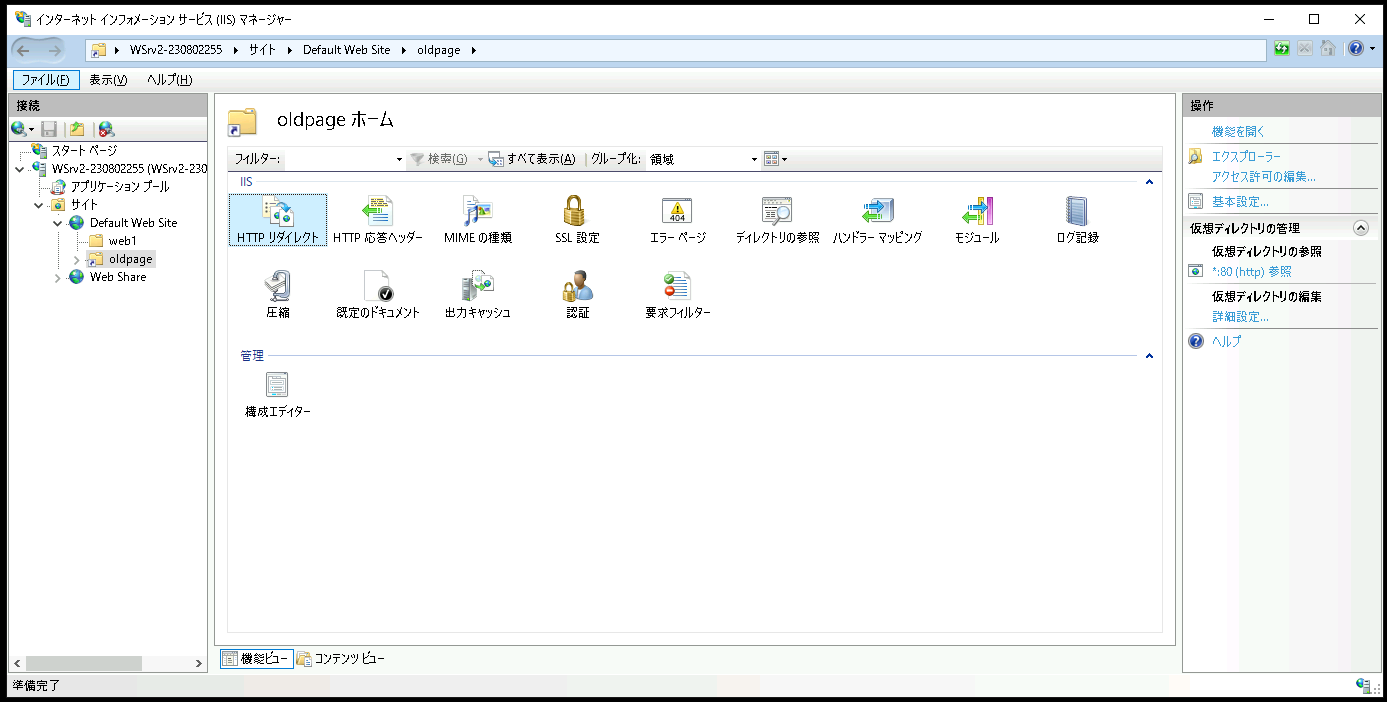 インターネット インフォメーション サービス (IIS) マネージャー
WSrv2-230802255 サイト Default Web Site oldpage
ファイル(F) 表示(V) ヘルプ(H)
接続
スタート ページ
WSrv2-230802255 (WSrv2-230
アプリケーション プール
サイト
Default Web Site
web1
oldpage
Web Share
oldpage ホーム
フィルター: 検索(G) すべて表示(A) グループ化: 領域
IIS
HTTP リダイレクト HTTP 応答ヘッダー MIME の種類 SSL 設定 エラー ページ ディレクトリの参照 ハンドラー マッピング モジュール ログ記録
圧縮 既定のドキュメント 出力キャッシュ 認証 要求フィルター
管理
構成エディター
機能ビュー コンテンツ ビュー
操作
機能を開く
エクスプローラー
アクセス許可の編集...
基本設定...
仮想ディレクトリの管理
仮想ディレクトリの参照
*:80 (http) 参照
仮想ディレクトリの編集
詳細設定...
ヘルプ
準備完了